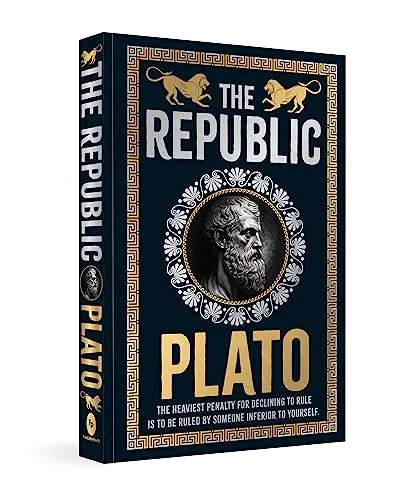 THE
REPUBLIC
PLATO
THE HEAVIEST PENALTY FOR DECLINING TO RULE
IS TO BE RULED BY SOMEONE INFERIOR TO YOURSELF.
THE REPUBLIC
PLATO